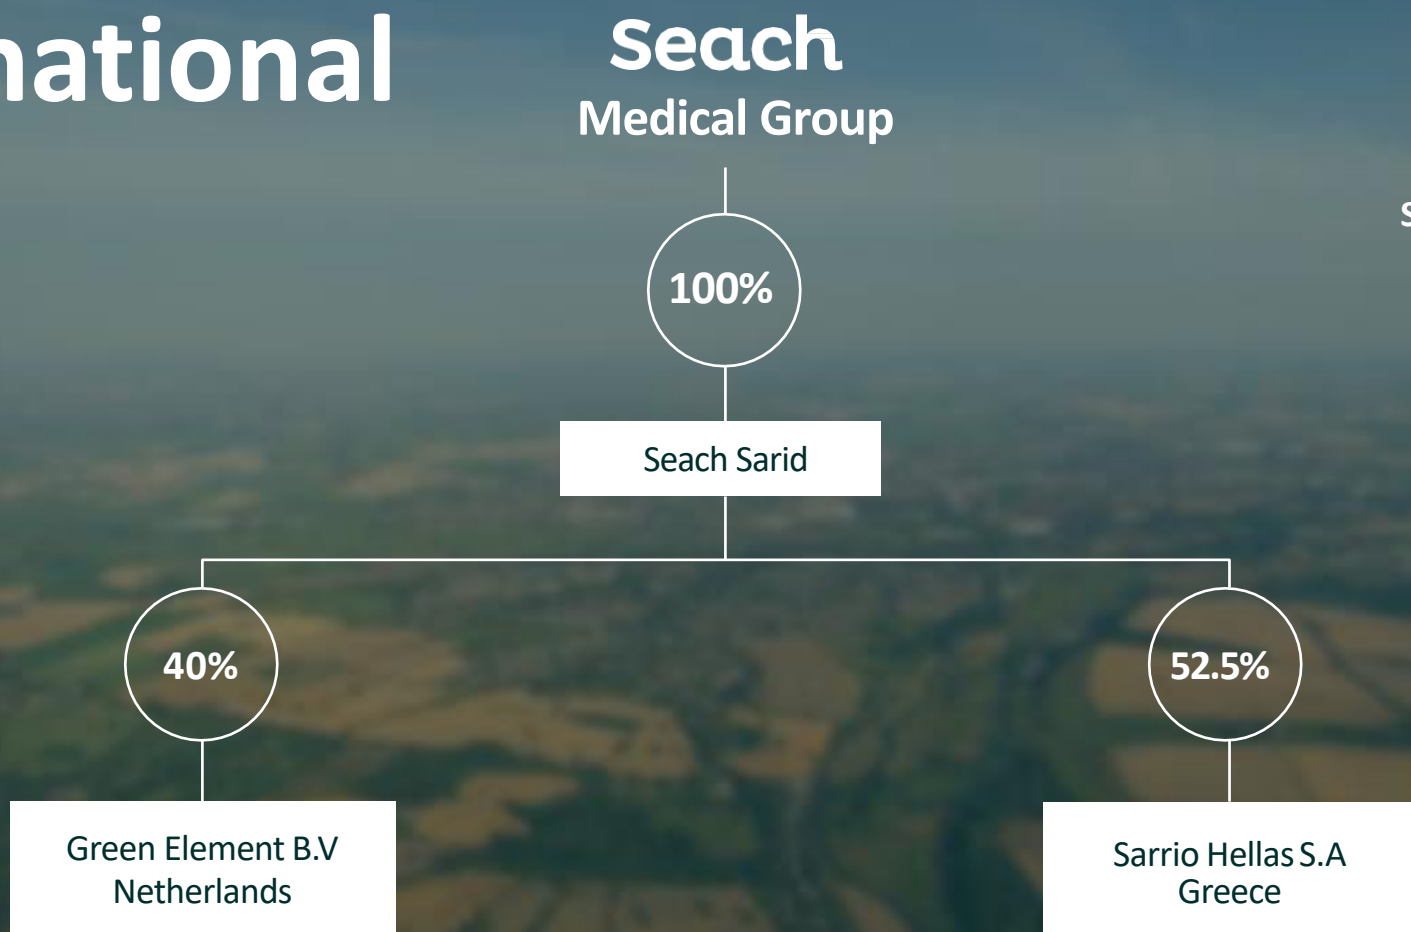 national
Seach
Medical Group
100%
Seach Sarid
40%
52.5%
Green Element B.V
Netherlands
Sarrio Hellas S.A
Greece